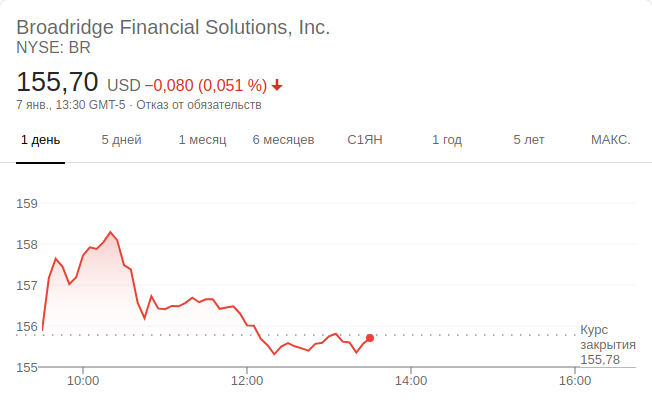 Broadridge Financial Solutions, Inc.
NYSE: BR
155,70 USD −0,080 (0,051 %)
7 янв., 13:30 GMT-5 · Отказ от обязательств
1 день 5 дней 1 месяц 6 месяцев С1ЯН 1 год 5 лет МАКС.
159
158
157
156
155
Курс
закрытия
155,78
10:00 12:00 14:00 16:00